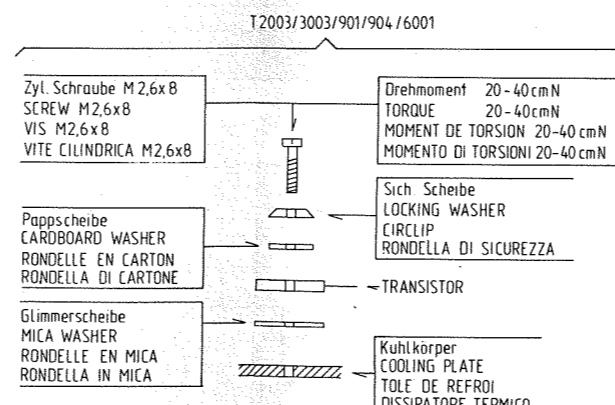 T2003/3003/901/904/6001
Zyl. Schraube M2,6x8
SCREW M2,6x8
VIS M2,6x8
VITE CILINDRICA M2,6x8
Drehmoment 20-40cmN
TORQUE 20-40cmN
MOMENT DE TORSION 20-40cmN
MOMENTO DI TORSIONI 20-40cmN
Sich. Scheibe
LOCKING WASHER
CIRCLIP
RONDELLA DI SICUREZZA
Pappscheibe
CARDBOARD WASHER
RONDELLE EN CARTON
RONDELLA DI CARTONE
TRANSISTOR
Glimmerscheibe
MICA WASHER
RONDELLE EN MICA
RONDELLA IN MICA
Kuhlkörper
COOLING PLATE
TOLE DE REFROI
DISSIPATORE TERMICO